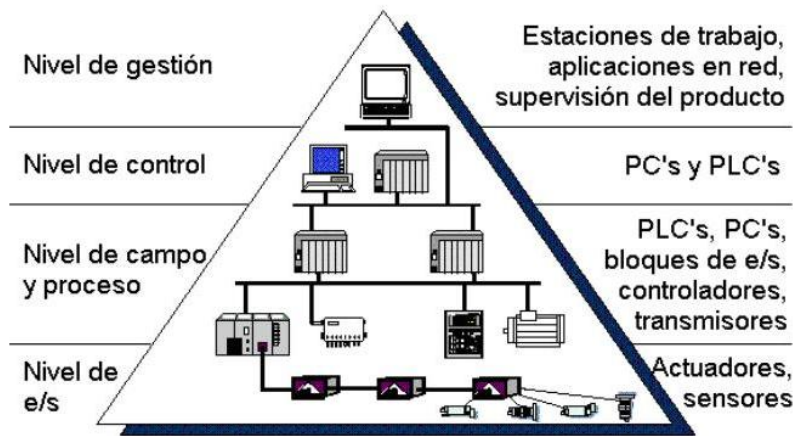 Nivel de gestión
Estaciones de trabajo,
aplicaciones en red,
supervisión del producto
Nivel de control
PC's y PLC's
Nivel de campo
y proceso
PLC's, PC's,
bloques de e/s,
controladores,
transmisores
Nivel de
e/s
Actuadores,
sensores